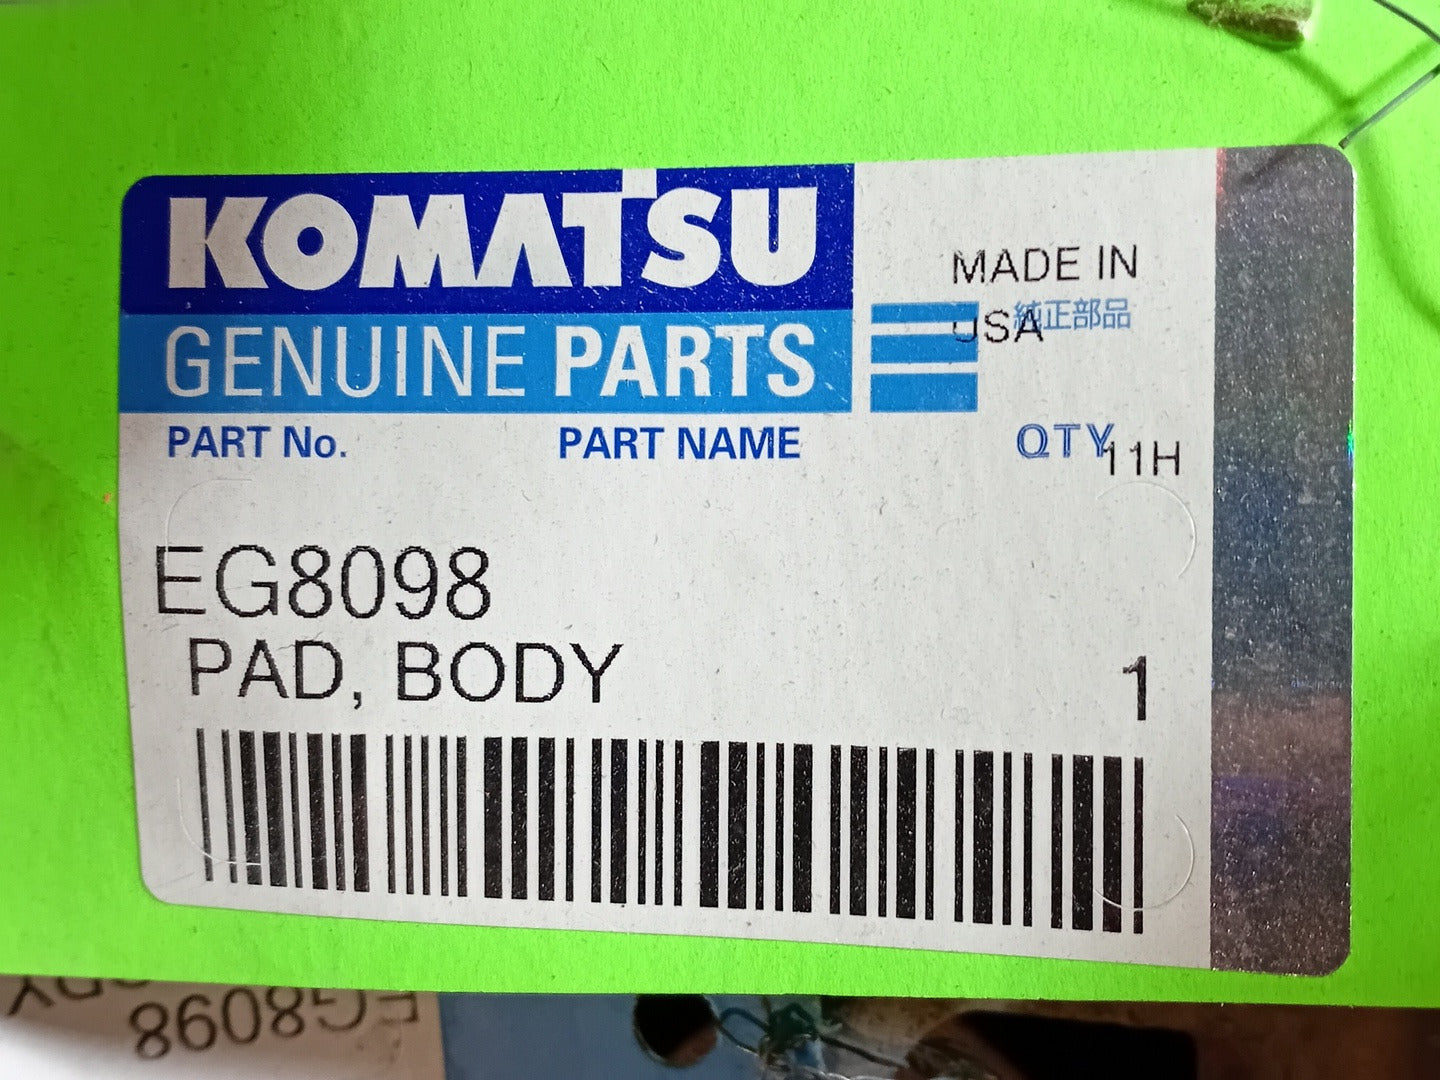 KOMATSU
GENUINE PARTS
MADE IN
USA
純正部品
PART No.
PART NAME
QTY
11H
EG8098
PAD, BODY
1
EG8098